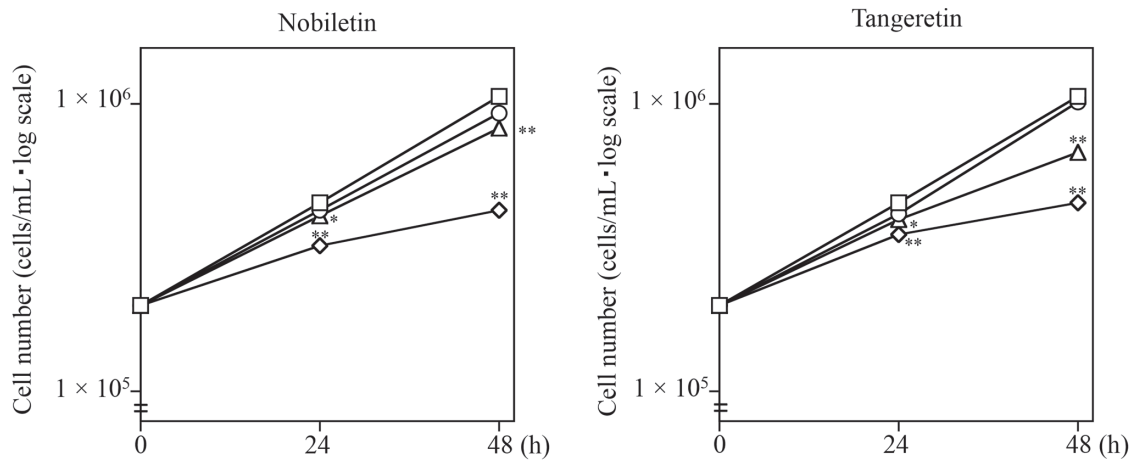 Nobiletin
Cell number (cells/mL・log scale)
1 × 10⁶
1 × 10⁵
**
*
**
**
0 24 48 (h)
Tangeretin
Cell number (cells/mL・log scale)
1 × 10⁶
1 × 10⁵
**
**
*
**
0 24 48 (h)